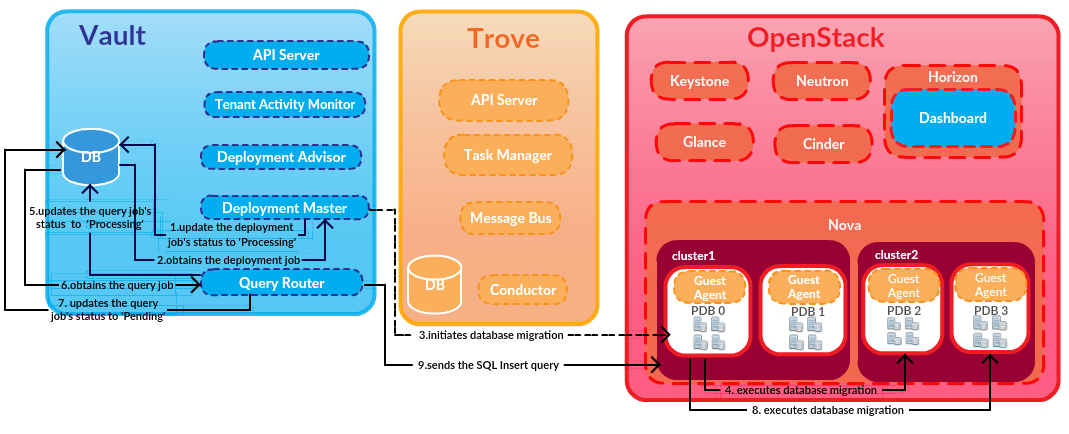 Vault
API Server
Tenant Activity Monitor
DB
Deployment Advisor
Deployment Master
5.updates the query job's
status to 'Processing'
1.update the deployment
job's status to 'Processing'
2.obtains the deployment job
6.obtains the query job
Query Router
7. updates the query
job's status to 'Pending'
Trove
API Server
Task Manager
Message Bus
DB
Conductor
3.initiates database migration
9.sends the SQL Insert query
OpenStack
Keystone
Neutron
Horizon
Dashboard
Glance
Cinder
Nova
cluster1
cluster2
Guest
Agent
PDB 0
Guest
Agent
PDB 1
Guest
Agent
PDB 2
Guest
Agent
PDB 3
4. executes database migration
8. executes database migration